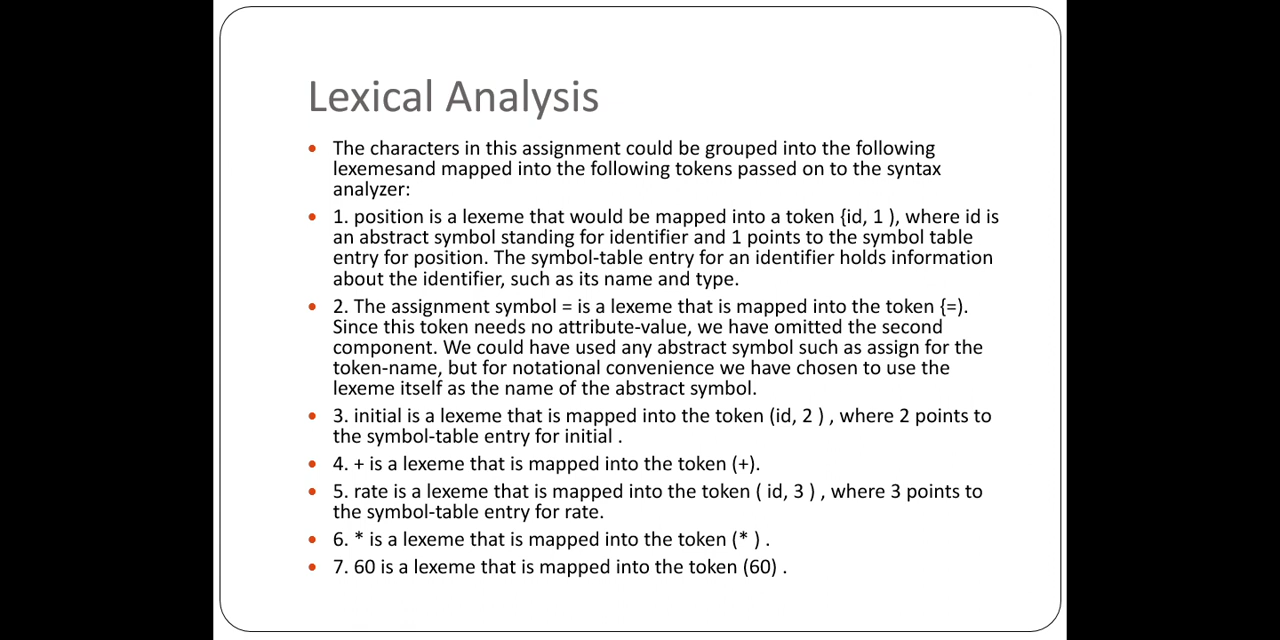 Lexical Analysis
The characters in this assignment could be grouped into the following
lexemesand mapped into the following tokens passed on to the syntax
analyzer:
1. position is a lexeme that would be mapped into a token {id, 1 ), where id is
an abstract symbol standing for identifier and 1 points to the symbol table
entry for position. The symbol-table entry for an identifier holds information
about the identifier, such as its name and type.
2. The assignment symbol = is a lexeme that is mapped into the token {=).
Since this token needs no attribute-value, we have omitted the second
component. We could have used any abstract symbol such as assign for the
token-name, but for notational convenience we have chosen to use the
lexeme itself as the name of the abstract symbol.
3. initial is a lexeme that is mapped into the token (id, 2 ) , where 2 points to
the symbol-table entry for initial .
4. + is a lexeme that is mapped into the token (+).
5. rate is a lexeme that is mapped into the token ( id, 3 ) , where 3 points to
the symbol-table entry for rate.
6. * is a lexeme that is mapped into the token (* ) .
7. 60 is a lexeme that is mapped into the token (60) .